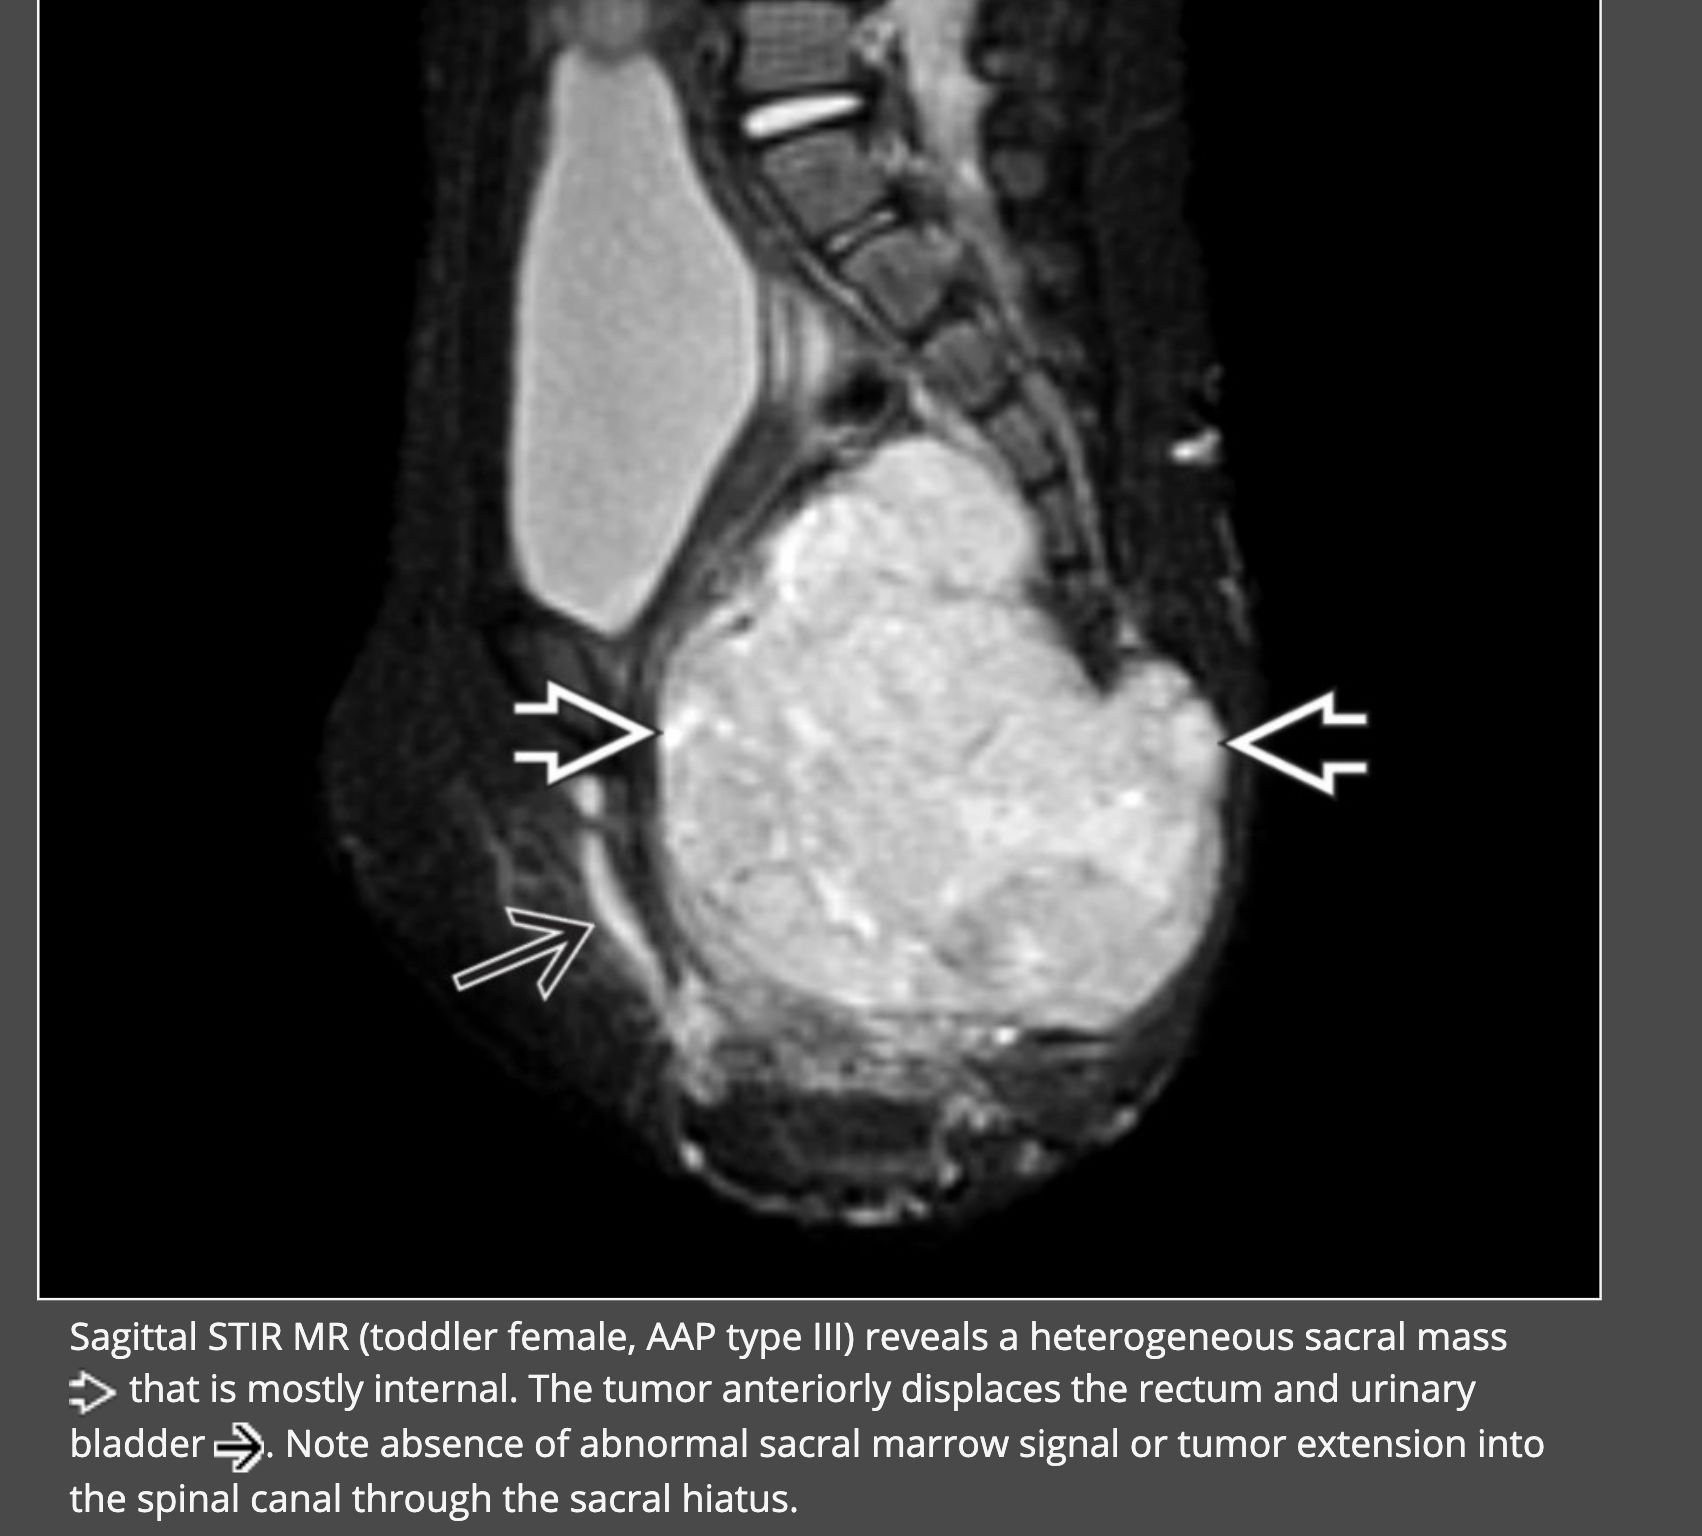 Sagittal STIR MR (toddler female, AAP type III) reveals a heterogeneous sacral mass
that is mostly internal. The tumor anteriorly displaces the rectum and urinary
bladder . Note absence of abnormal sacral marrow signal or tumor extension into
the spinal canal through the sacral hiatus.